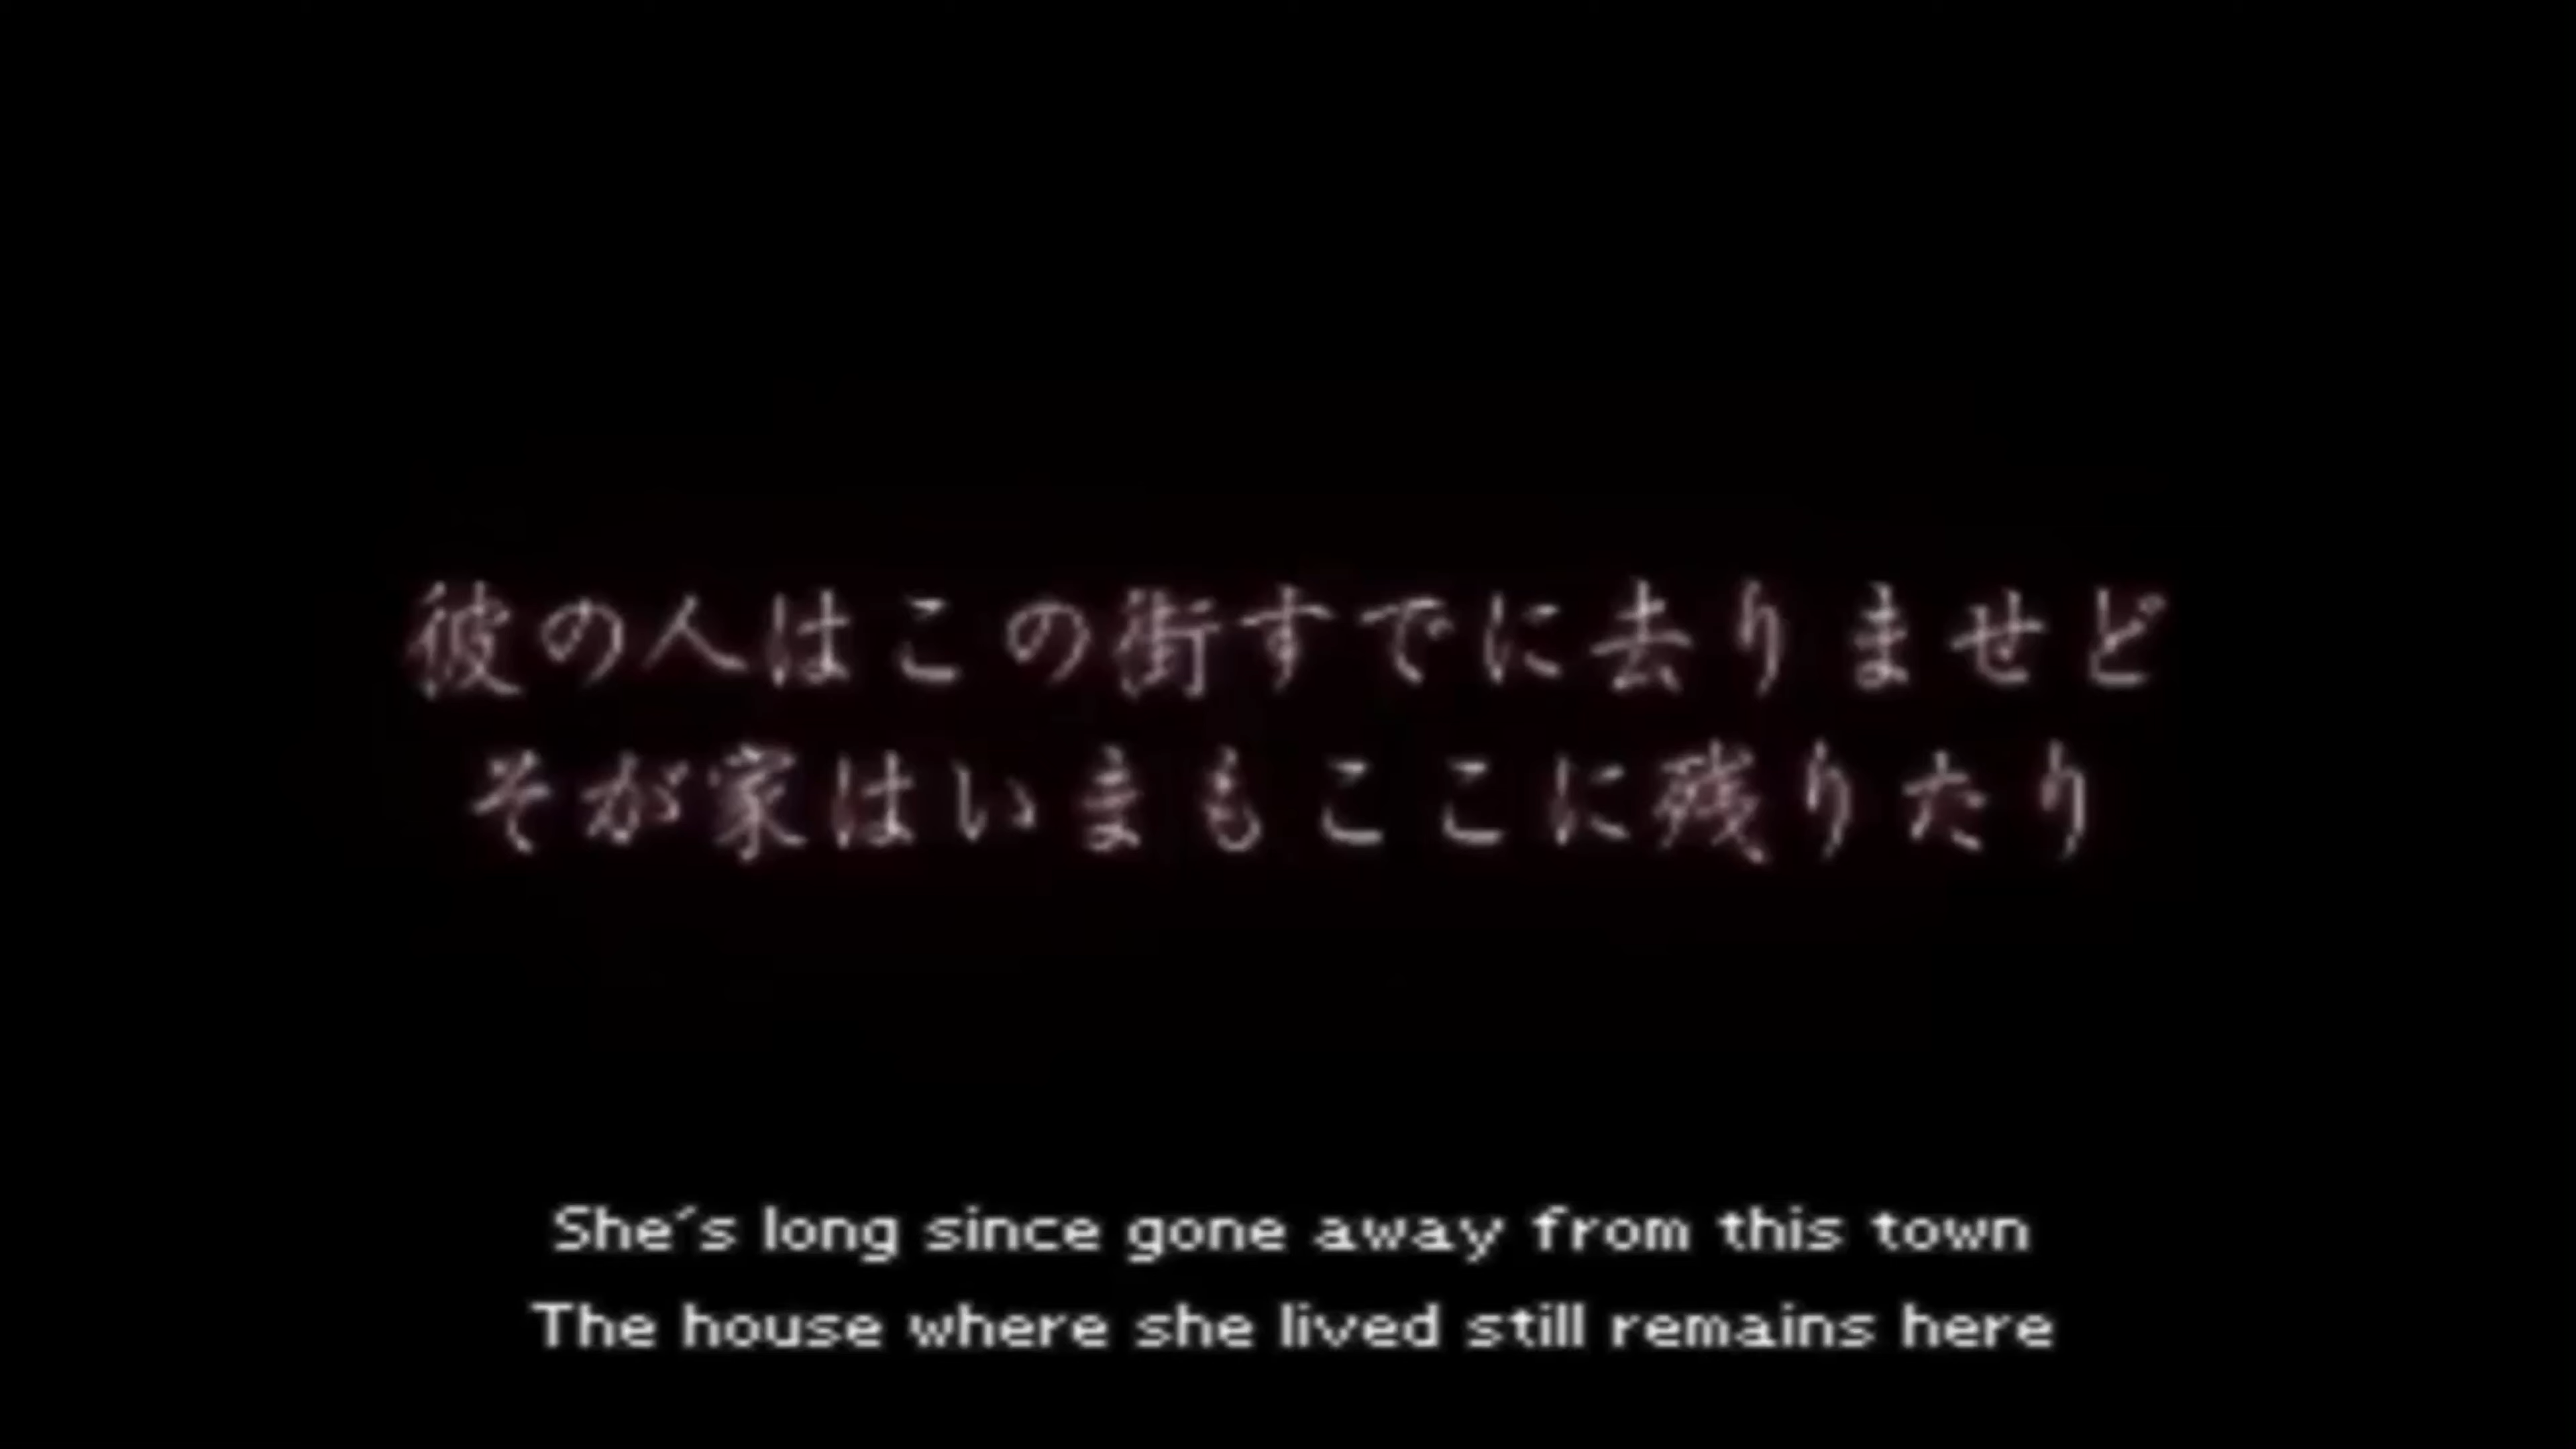 彼の人はこの街すでに去りませど
そが家はいまもここに残りたり
She's long since gone away from this town
The house where she lived still remains here